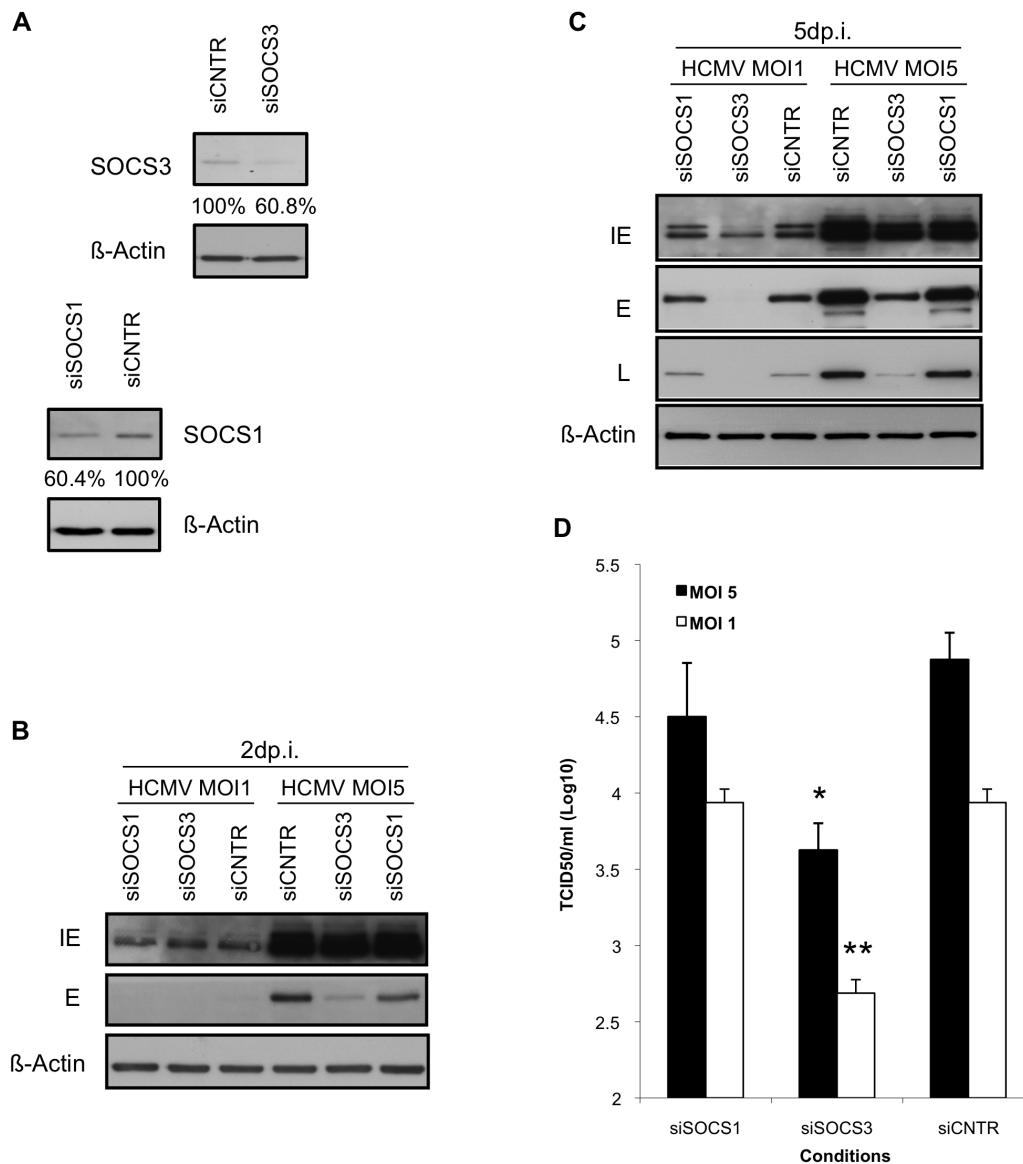 A
siCNTR
siSOCS3
SOCS3
100% 60.8%
ß-Actin
siSOCS1
siCNTR
SOCS1
60.4% 100%
ß-Actin
B
2dp.i.
HCMV MOI1 HCMV MOI5
siSOCS1
siSOCS3
siCNTR
siCNTR
siSOCS3
siSOCS1
IE
E
ß-Actin
C
5dp.i.
HCMV MOI1 HCMV MOI5
siSOCS1
siSOCS3
siCNTR
siCNTR
siSOCS3
siSOCS1
IE
E
L
ß-Actin
D
5.5
5
4.5
4
3.5
3
2.5
2
TCID50/ml (Log10)
MOI 5
MOI 1
*
**
siSOCS1 siSOCS3 siCNTR
Conditions